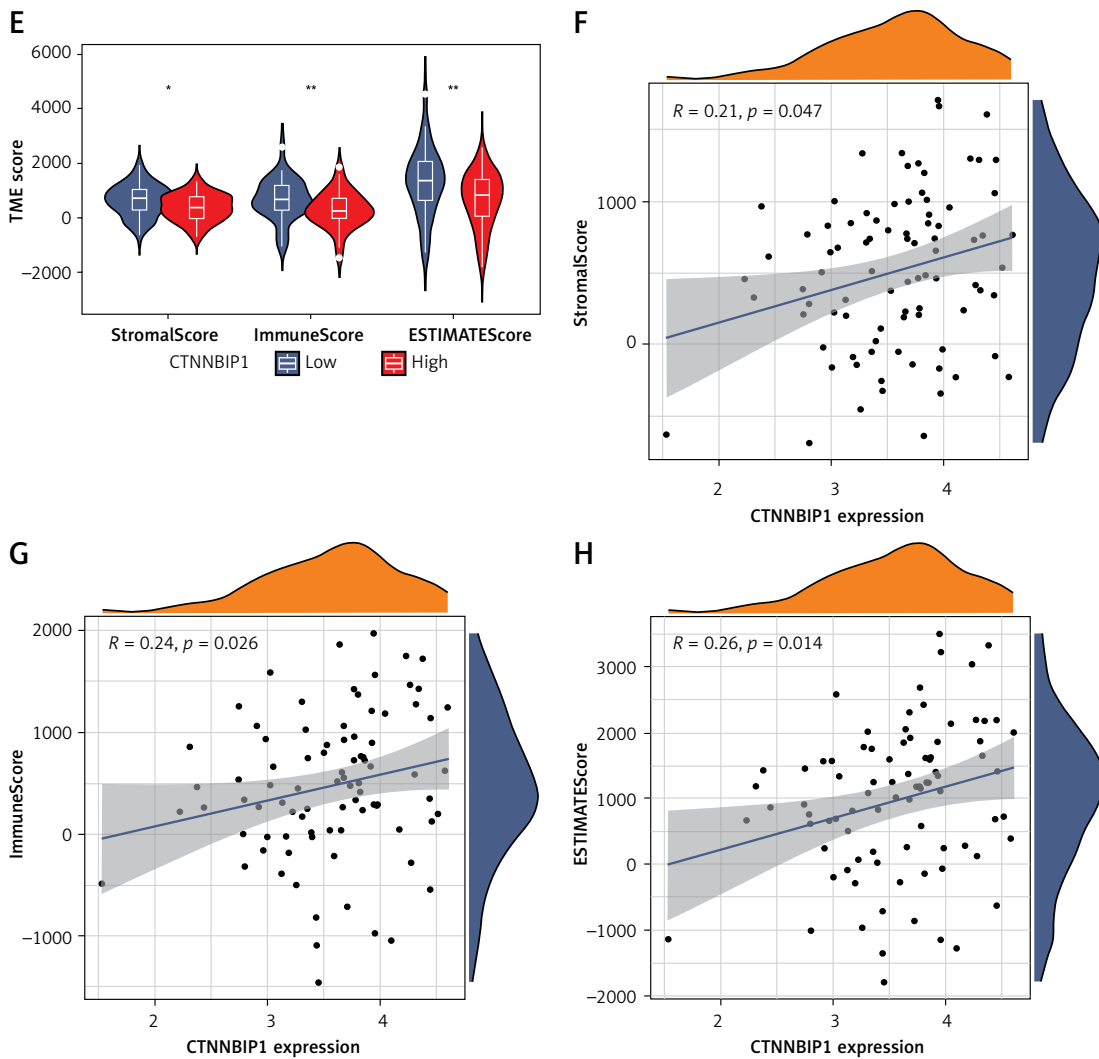 E
TME score
6000
4000
2000
0
−2000
* ** **
StromalScore ImmuneScore ESTIMATEScore
CTNNBIP1 Low High
F
R = 0.21, p = 0.047
StromalScore
1000
0
2 3 4
CTNNBIP1 expression
G
R = 0.24, p = 0.026
ImmuneScore
2000
1000
0
−1000
2 3 4
CTNNBIP1 expression
H
R = 0.26, p = 0.014
ESTIMATEScore
3000
2000
1000
0
−1000
−2000
2 3 4
CTNNBIP1 expression